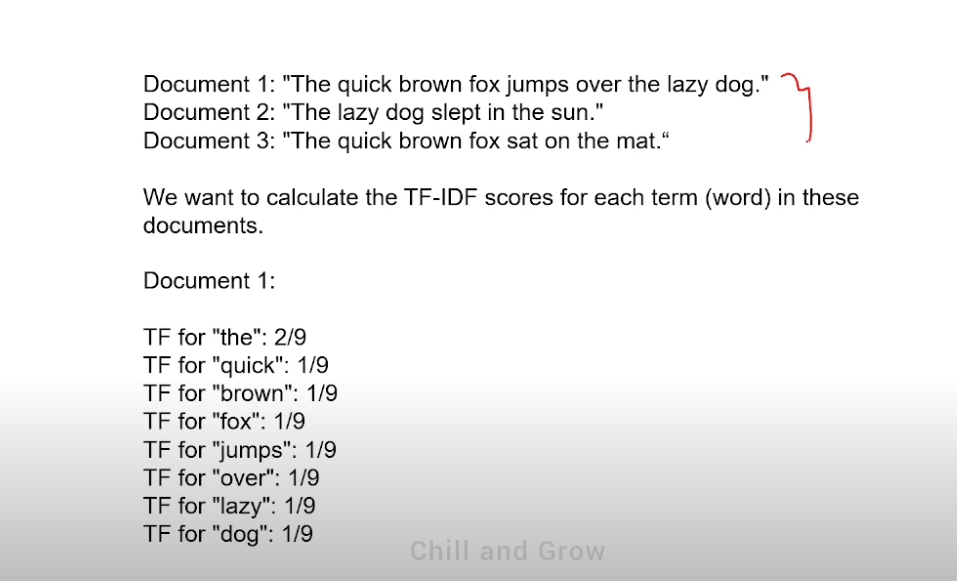 Document 1: "The quick brown fox jumps over the lazy dog."
Document 2: "The lazy dog slept in the sun."
Document 3: "The quick brown fox sat on the mat.“
We want to calculate the TF-IDF scores for each term (word) in these
documents.
Document 1:
TF for "the": 2/9
TF for "quick": 1/9
TF for "brown": 1/9
TF for "fox": 1/9
TF for "jumps": 1/9
TF for "over": 1/9
TF for "lazy": 1/9
TF for "dog": 1/9
Chill and Grow